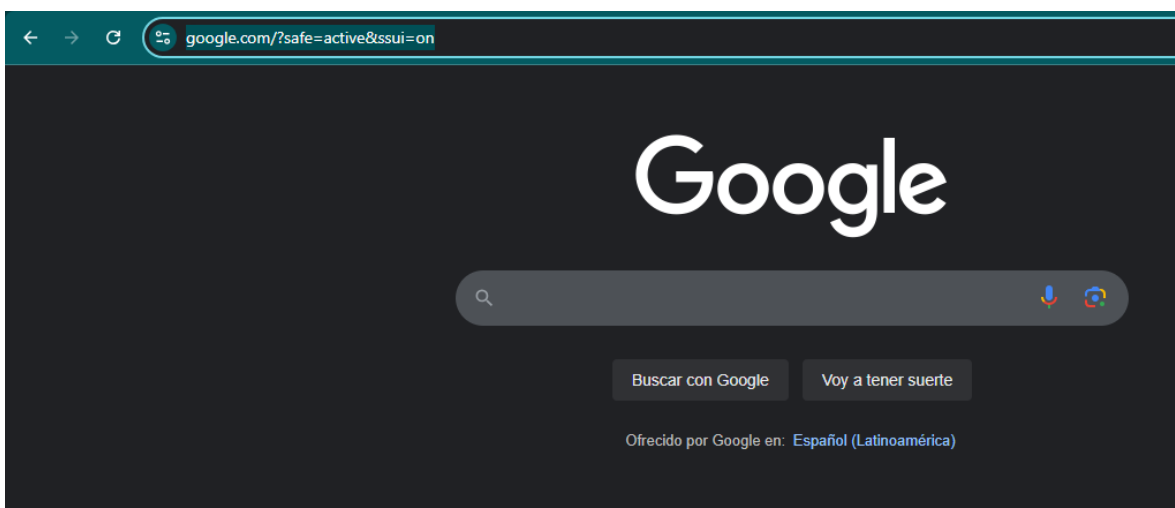 google.com/?safe=active&ssui=on
Google
Buscar con Google
Voy a tener suerte
Ofrecido por Google en: Español (Latinoamérica)